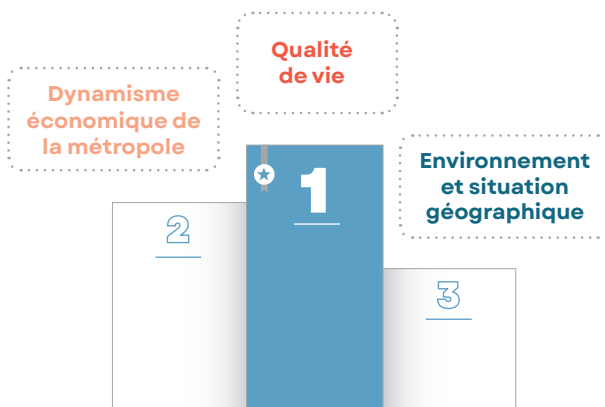 Qualité
de vie
Dynamisme
économique de
la métropole
Environnement
et situation
géographique
1
2
3